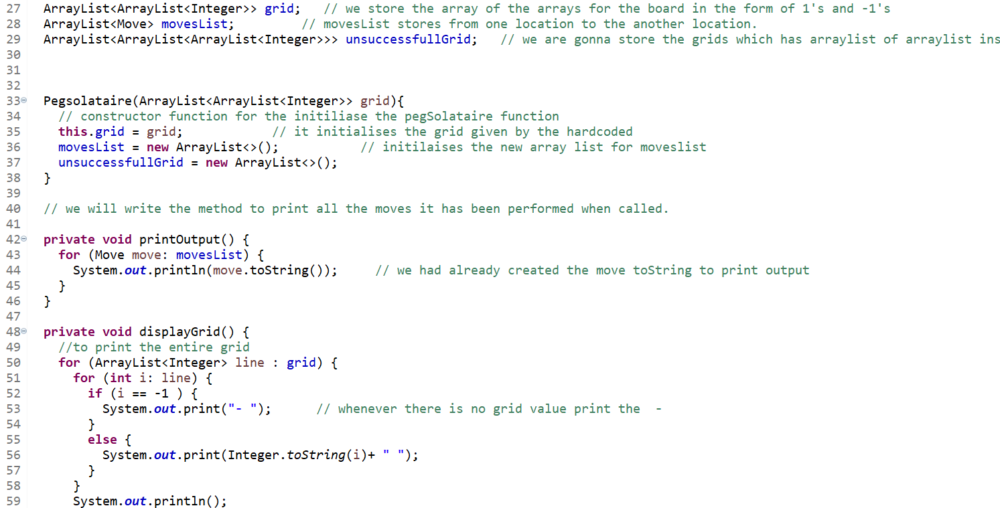 27 ArrayList<ArrayList<Integer>> grid; // we store the array of the arrays for the board in the form of 1's and -1's
28 ArrayList<Move> movesList; // movesList stores from one location to the another location.
29 ArrayList<ArrayList<ArrayList<Integer>>> unsuccessfullGrid; // we are gonna store the grids which has arraylist of arraylist ins
30
31
32
33 Pegsolataire(ArrayList<ArrayList<Integer>> grid){
34 // constructor function for the initiliase the pegSolataire function
35 this.grid = grid; // it initialises the grid given by the hardcoded
36 movesList = new ArrayList<>(); // initilaises the new array list for moveslist
37 unsuccessfullGrid = new ArrayList<>();
38 }
39
40 // we will write the method to print all the moves it has been performed when called.
41
42 private void printOutput() {
43 for (Move move: movesList) {
44 System.out.println(move.toString()); // we had already created the move toString to print output
45 }
46 }
47
48 private void displayGrid() {
49 //to print the entire grid
50 for (ArrayList<Integer> line : grid) {
51 for (int i: line) {
52 if (i == -1 ) {
53 System.out.print("- "); // whenever there is no grid value print the  -
54 }
55 else {
56 System.out.print(Integer.toString(i)+ " ");
57 }
58 }
59 System.out.println();